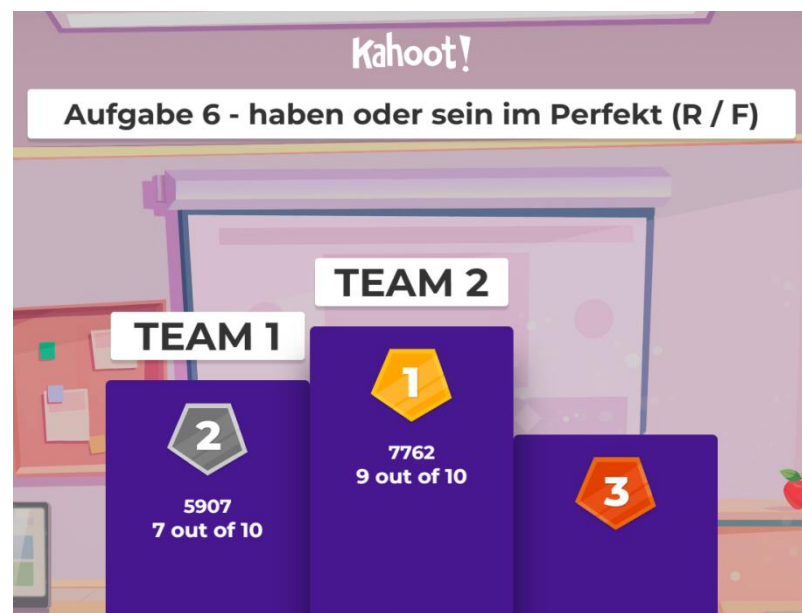 Kahoot!
Aufgabe 6 - haben oder sein im Perfekt (R / F)
TEAM 2
TEAM 1
1
7762
9 out of 10
2
5907
7 out of 10
3